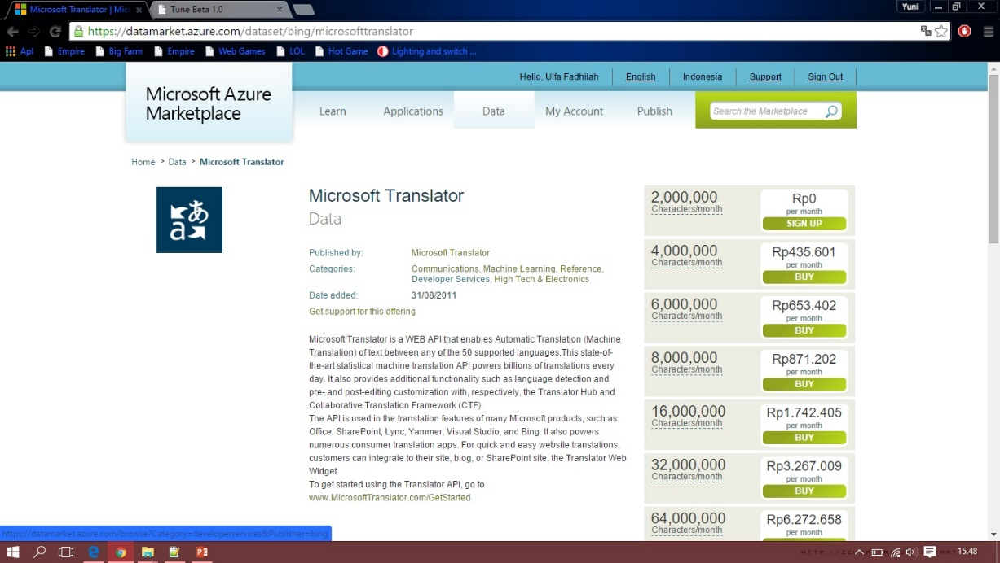 Microsoft Translator | Mic
Tune Beta 1.0
Yuni
https://datamarket.azure.com/dataset/bing/microsofttranslator
Apl
Empire
Big Farm
Empire
Web Games
LOL
Hot Game
Lighting and switch ...
Hello, Ulfa Fadhilah
English
Indonesia
Support
Sign Out
Microsoft Azure
Marketplace
Learn
Applications
Data
My Account
Publish
Search the Marketplace
Home > Data > Microsoft Translator
Microsoft Translator
Data
Published by: Microsoft Translator
Categories: Communications, Machine Learning, Reference,
Developer Services, High Tech & Electronics
Date added: 31/08/2011
Get support for this offering
Microsoft Translator is a WEB API that enables Automatic Translation (Machine
Translation) of text between any of the 50 supported languages.This state-of-
the-art statistical machine translation API powers billions of translations every
day. It also provides additional functionality such as language detection and
pre- and post-editing customization with, respectively, the Translator Hub and
Collaborative Translation Framework (CTF).
The API is used in the translation features of many Microsoft products, such as
Office, SharePoint, Lync, Yammer, Visual Studio, and Bing. It also powers
numerous consumer translation apps. For quick and easy website translations,
customers can integrate to their site, blog, or SharePoint site, the Translator Web
Widget.
To get started using the Translator API, go to
www.MicrosoftTranslator.com/GetStarted
2,000,000
Characters/month
Rp0
per month
SIGN UP
4,000,000
Characters/month
Rp435.601
per month
BUY
6,000,000
Characters/month
Rp653.402
per month
BUY
8,000,000
Characters/month
Rp871.202
per month
BUY
16,000,000
Characters/month
Rp1.742.405
per month
BUY
32,000,000
Characters/month
Rp3.267.009
per month
BUY
64,000,000
Characters/month
Rp6.272.658
per month
https://datamarket.azure.com/browse?Category=developerservices&Publisher=bing
15.48